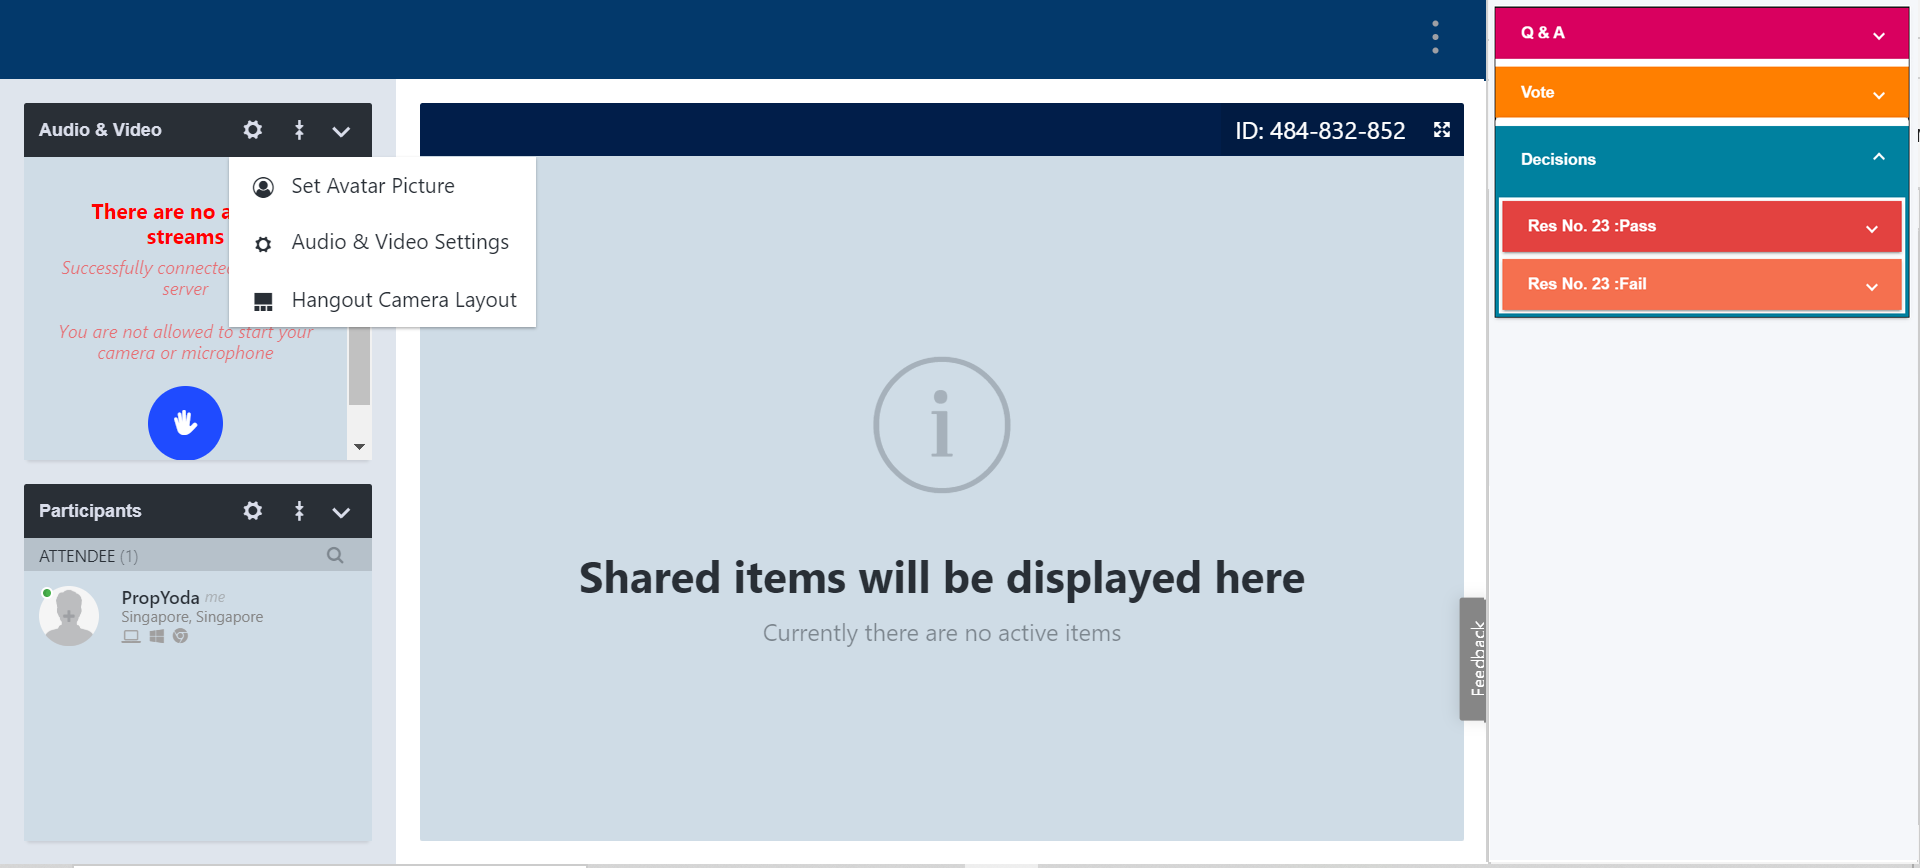 Audio & Video
There are no a
streams
Successfully connecte
server
You are not allowed to start your
camera or microphone
Set Avatar Picture
Audio & Video Settings
Hangout Camera Layout
Participants
ATTENDEE (1)
PropYoda me
Singapore, Singapore
ID: 484-832-852
i
Shared items will be displayed here
Currently there are no active items
Feedback
Q & A
Vote
Decisions
Res No. 23 :Pass
Res No. 23 :Fail